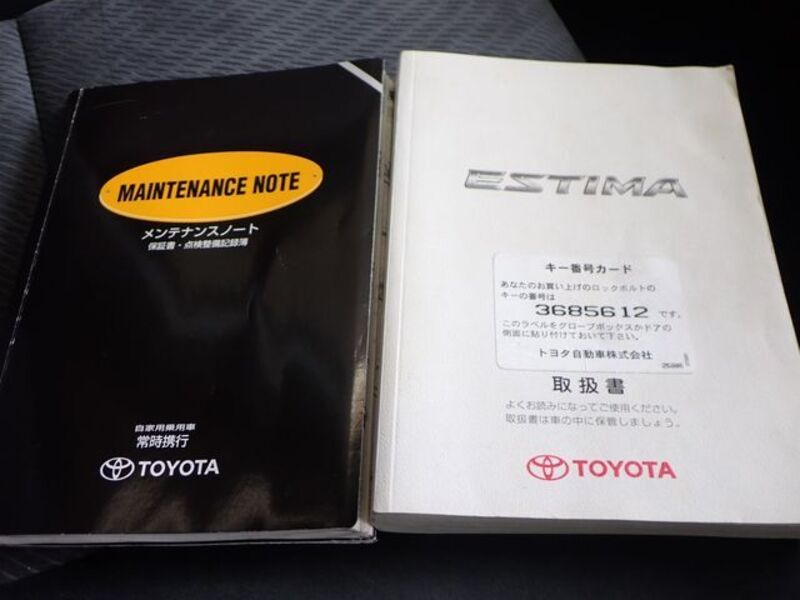 MAINTENANCE NOTE
メンテナンスノート
保証書・点検整備記録簿
自家用乗用車
常時携行
TOYOTA
ESTIMA
キー番号カード
あなたのお買い上げのロックボルトの
キーの番号は
3685612 です。
このラベルをグローブボックスかドアの
側面に貼り付けておいて下さい。
トヨタ自動車株式会社
取扱書
よくお読みになってご使用ください。
取扱書は車の中に保管しましょう。
TOYOTA